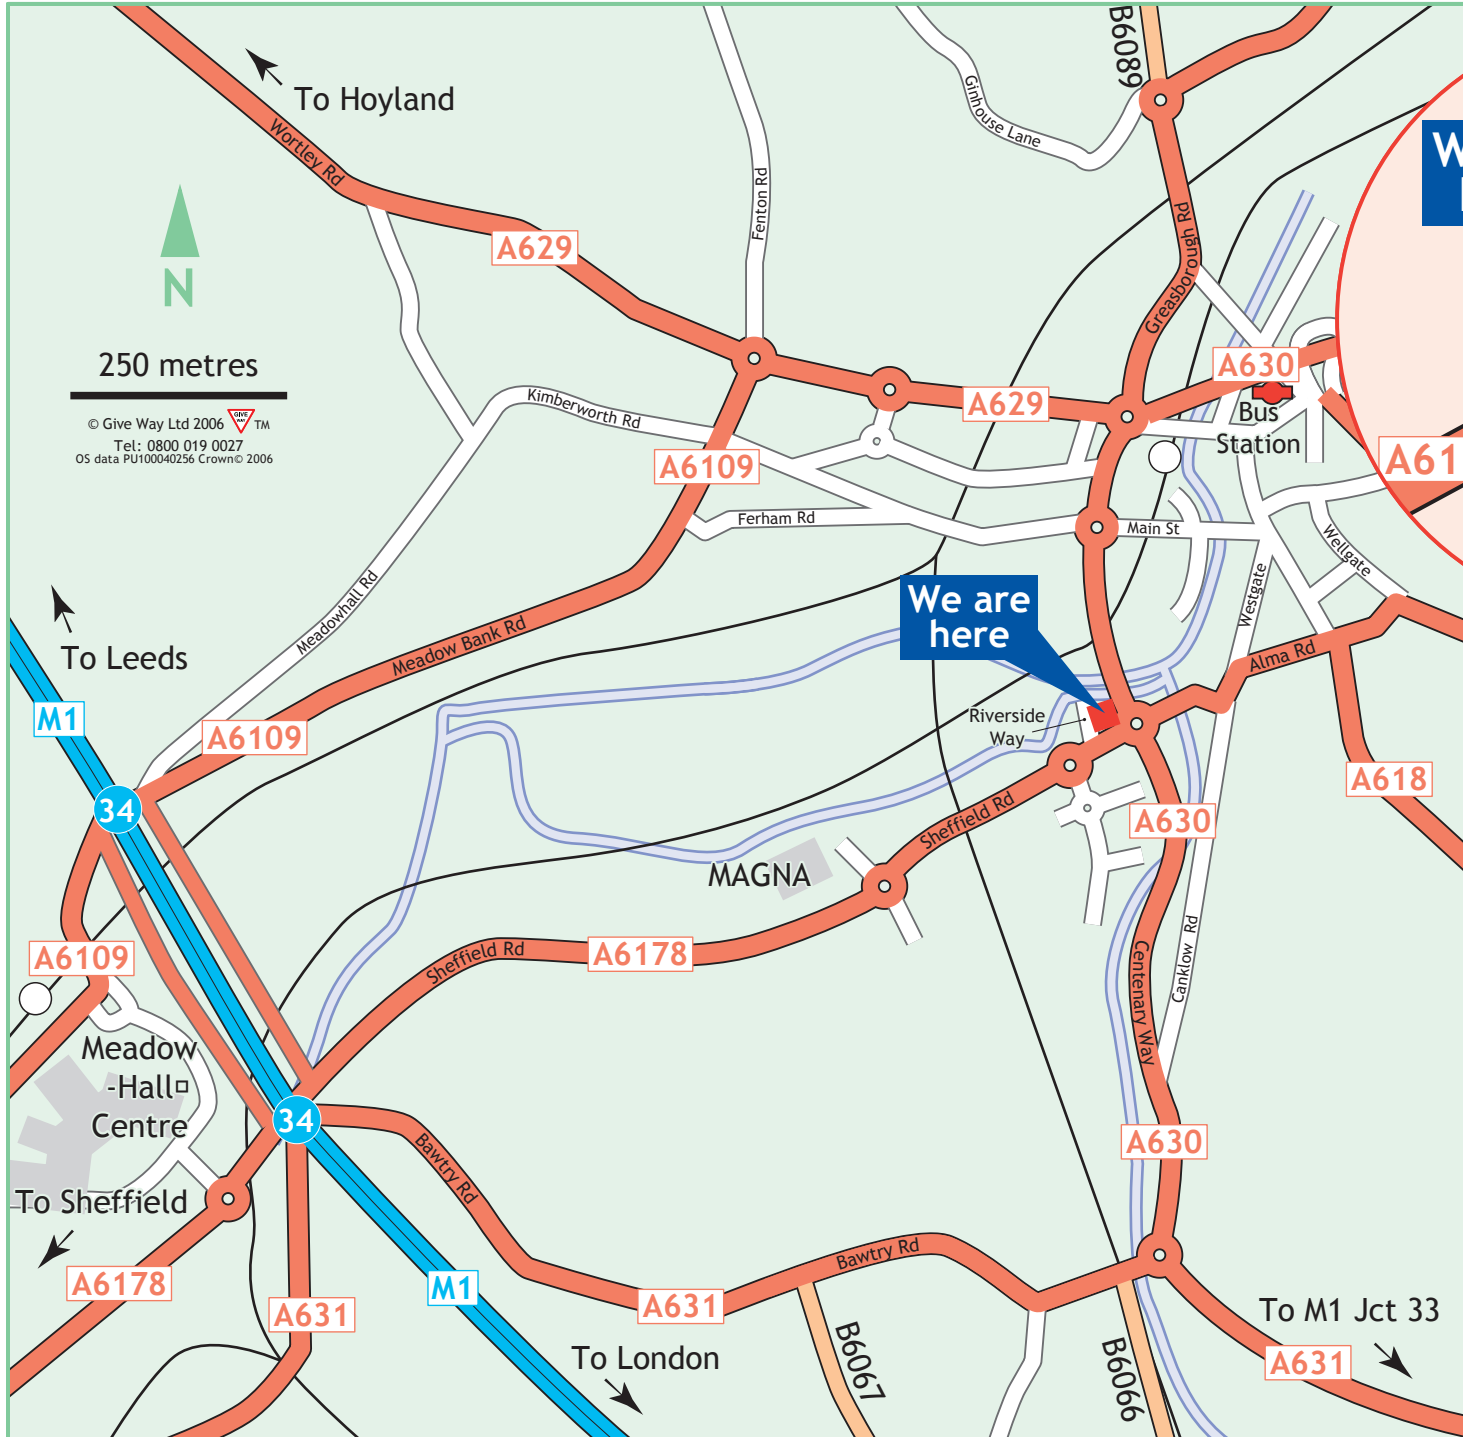 B6089
To Hoyland
Ginhouse Lane
Wortley Rd
Fenton Rd
Greasborough Rd
A629
N
250 metres
© Give Way Ltd 2006 GIVE WAY TM
Tel: 0800 019 0027
OS data PU100040256 Crown© 2006
A630
A629
Bus
Station
Kimberworth Rd
A6109
A61
Ferham Rd
Main St
Wellgate
Westgate
Meadowhall Rd
We are
here
To Leeds
Meadow Bank Rd
Alma Rd
M1
A6109
Riverside
Way
A618
34
Sheffield Rd
A630
MAGNA
A6109
Sheffield Rd
A6178
Centenary Way
Canklow Rd
Meadow
-Hall
Centre
34
Bawtry Rd
A630
To Sheffield
A6178
M1
A631
A631
Bawtry Rd
B6067
B6066
To London
To M1 Jct 33
A631